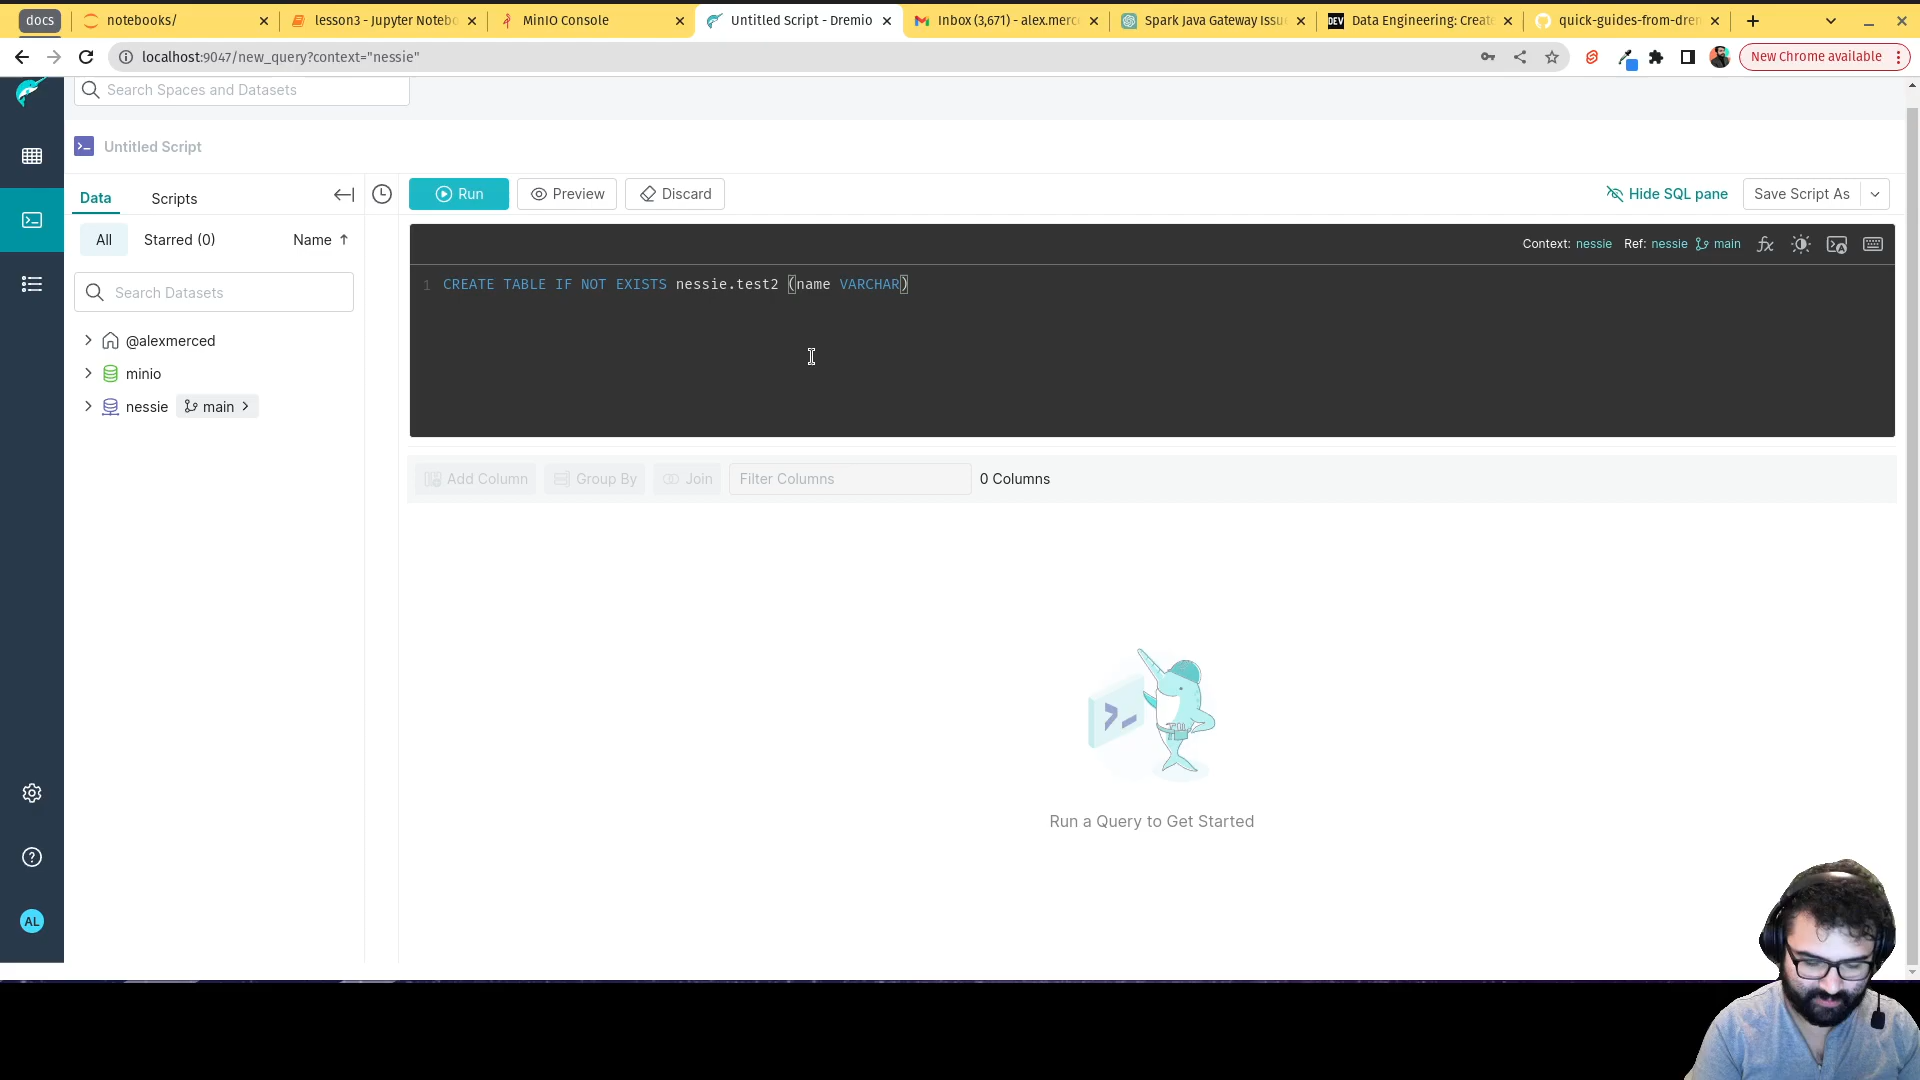 docs
notebooks/
lesson3 - Jupyter Notebo
MinIO Console
Untitled Script - Dremio
Inbox (3,671) - alex.merce
Spark Java Gateway Issu
DEV
Data Engineering: Create
quick-guides-from-drem
localhost:9047/new_query?context="nessie"
New Chrome available
Search Spaces and Datasets
Untitled Script
Data
Scripts
Run
Preview
Discard
Hide SQL pane
Save Script As
All
Starred (0)
Name
Context: nessie Ref: nessie main
Search Datasets
1 CREATE TABLE IF NOT EXISTS nessie.test2 (name VARCHAR)
@alexmerced
minio
nessie
main
Add Column
Group By
Join
Filter Columns
0 Columns
Run a Query to Get Started
AL